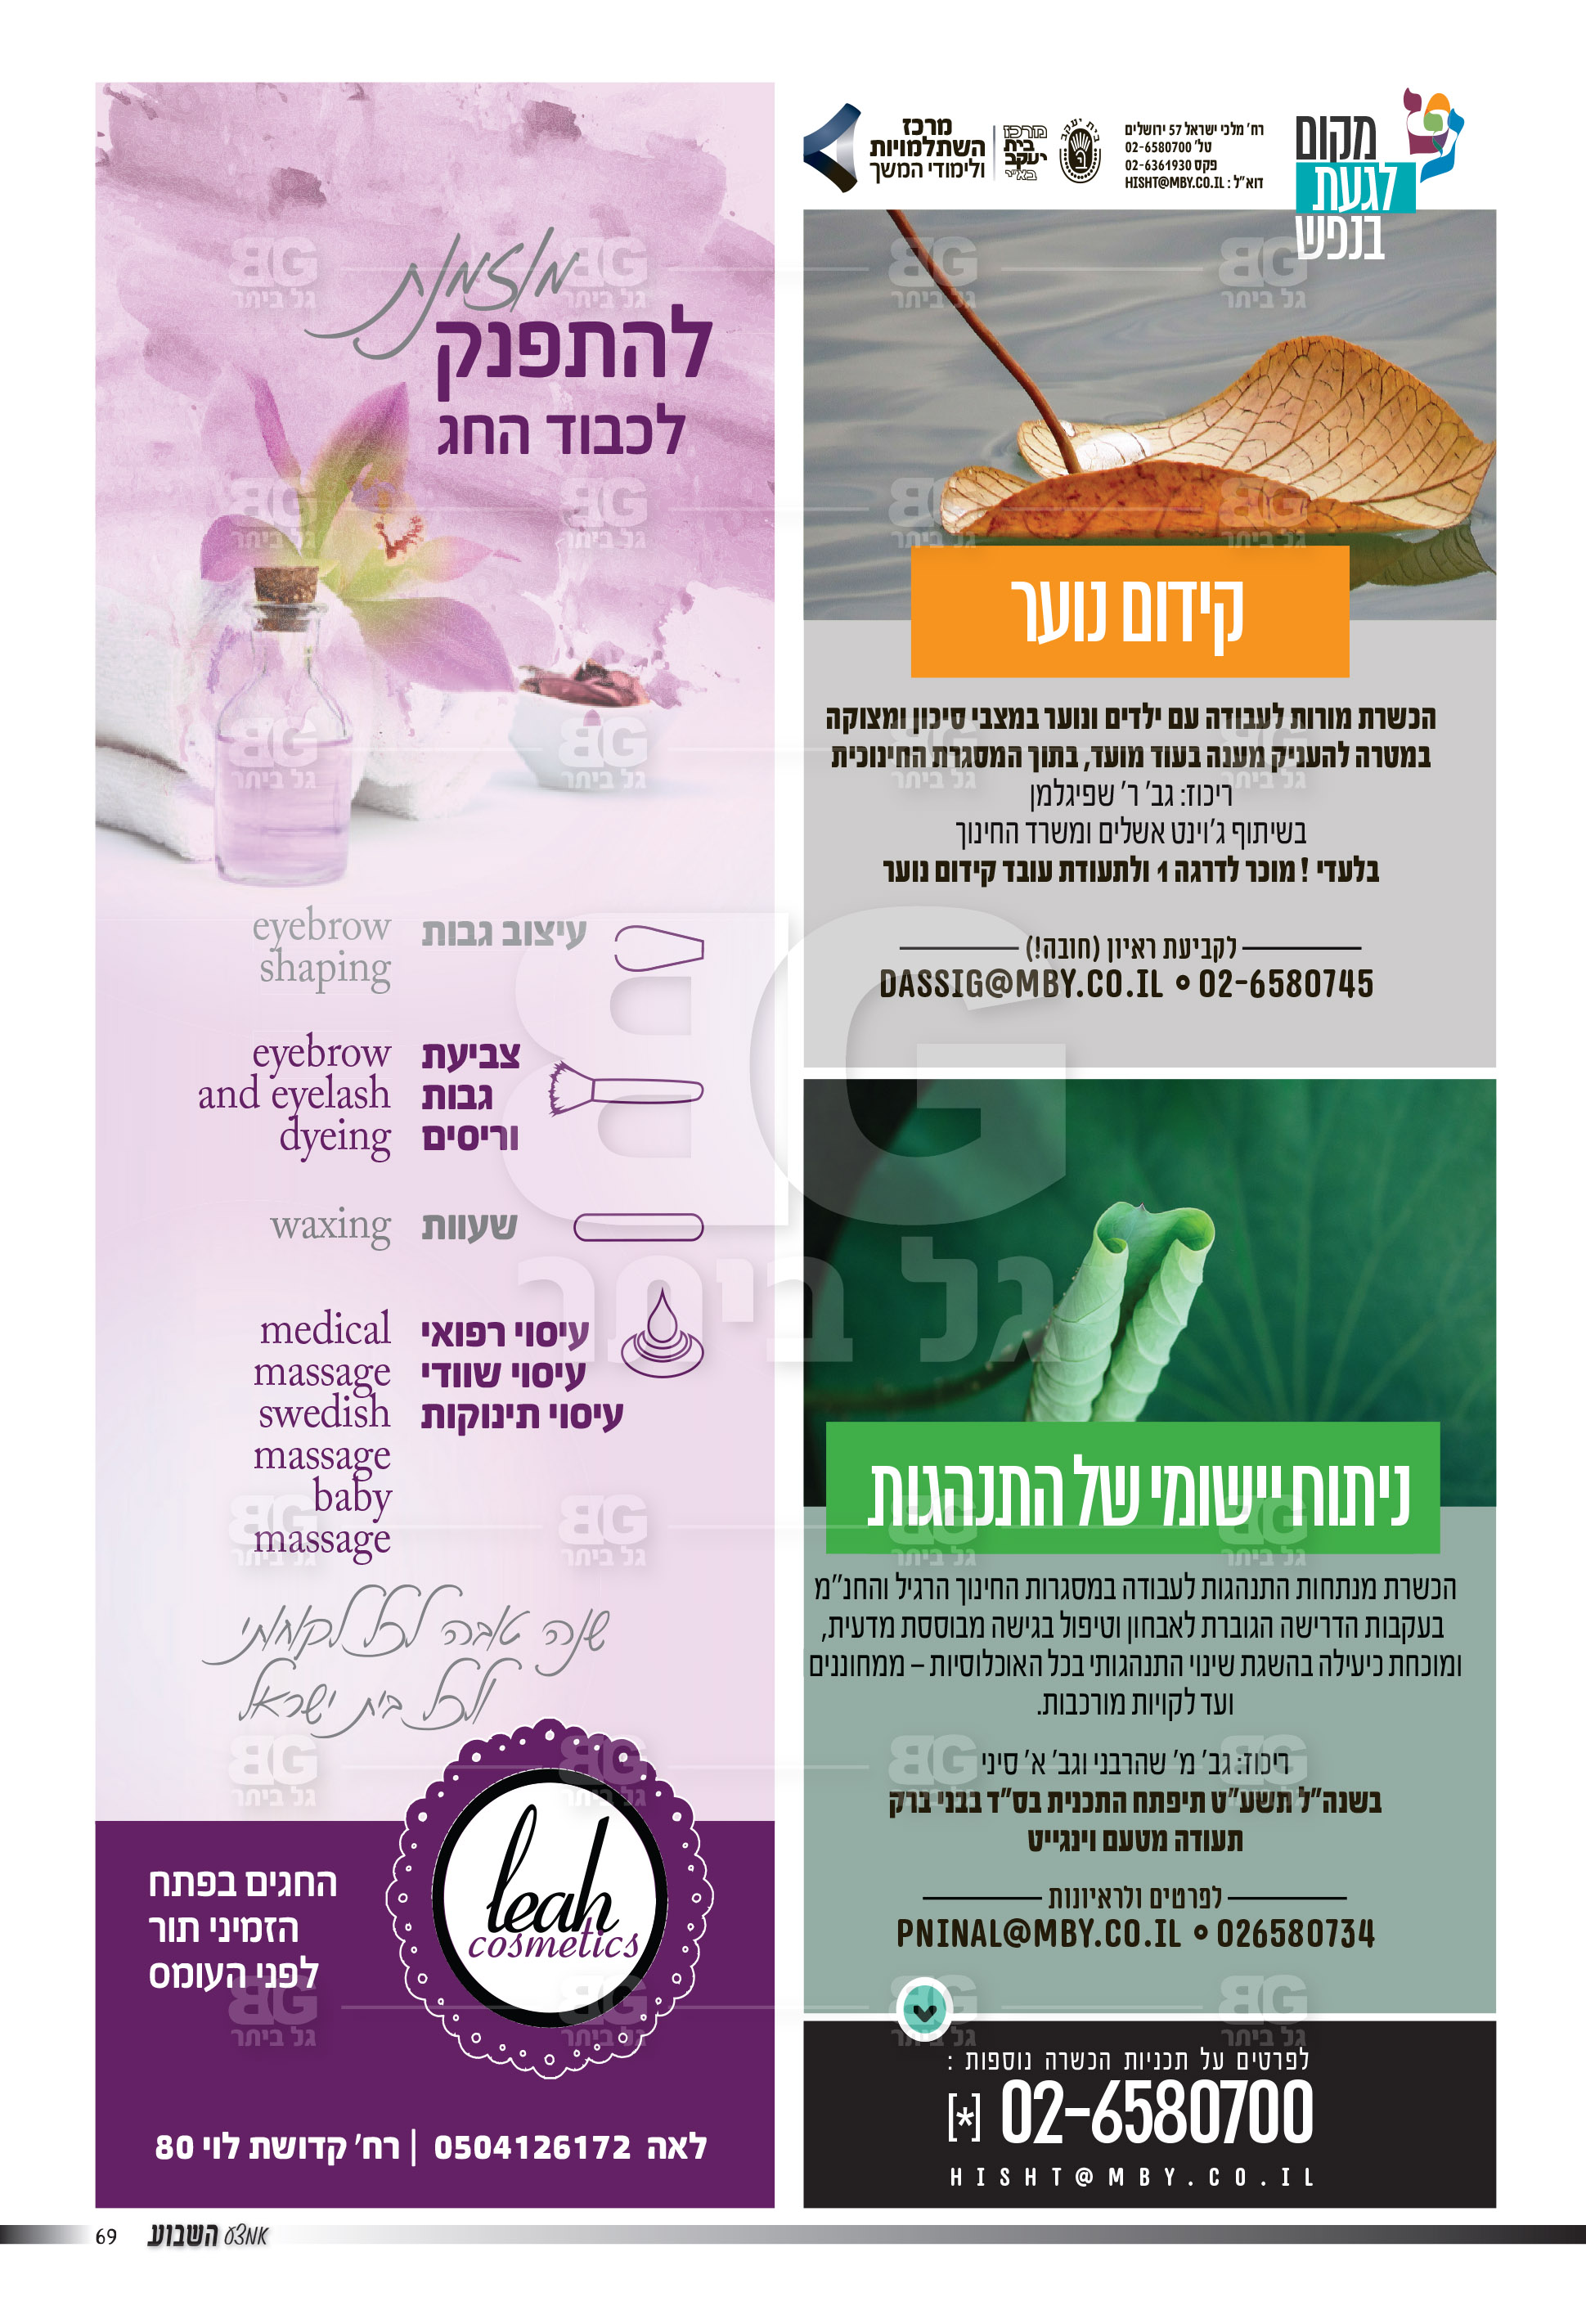 מקום
לגעת
בנפש
רח' מלכי ישראל 57 ירושלים
טל' 02-6580700
פקס 02-6361930
דוא"ל : HISHT@MBY.CO.IL
בית יעקב
מרכז
בית
יעקב
בא"י
מרכז
השתלמויות
ולימודי המשך
קידום נוער
הכשרת מורות לעבודה עם ילדים ונוער במצבי סיכון ומצוקה
במטרה להעניק מענה בעוד מועד, בתוך המסגרת החינוכית
ריכוז: גב' ר' שפיגלמן
בשיתוף ג'וינט אשלים ומשרד החינוך
בלעדי ! מוכר לדרגה 1 ולתעודת עובד קידום נוער
לקביעת ראיון (חובה!)
DASSIG@MBY.CO.IL • 02-6580745
ניתוח יישומי של התנהגות
הכשרת מנתחות התנהגות לעבודה במסגרות החינוך הרגיל והחנ"מ
בעקבות הדרישה הגוברת לאבחון וטיפול בגישה מבוססת מדעית,
ומוכחת כיעילה בהשגת שינוי התנהגותי בכל האוכלוסיות – ממחוננים
ועד לקויות מורכבות.
ריכוז: גב' מ' שהרבני וגב' א' סיני
בשנה"ל תשע"ט תיפתח התכנית בס"ד בבני ברק
תעודה מטעם וינגייט
לפרטים ולראיונות
PNINAL@MBY.CO.IL • 026580734
לפרטים על תכניות הכשרה נוספות :
02-6580700 [*]
HISHT@MBY.CO.IL
מוזמנת
להתפנק
לכבוד החג
עיצוב גבות
eyebrow
shaping
צביעת
גבות
וריסים
eyebrow
and eyelash
dyeing
שעוות
waxing
עיסוי רפואי
עיסוי שוודי
עיסוי תינוקות
medical
massage
swedish
massage
baby
massage
שנה טובה לכל לקוחותי
ולכל בית ישראל
leah
cosmetics
החגים בפתח
הזמיני תור
לפני העומס
לאה 0504126172 | רח' קדושת לוי 80
BG
גל ביתר
אמצע השבוע
69